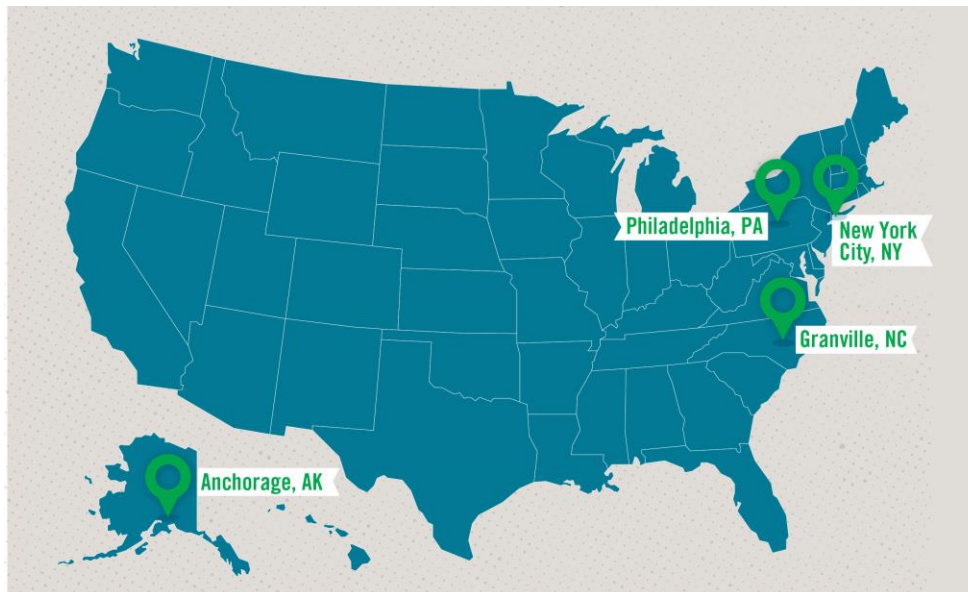 Philadelphia, PA
New York
City, NY
Granville, NC
Anchorage, AK